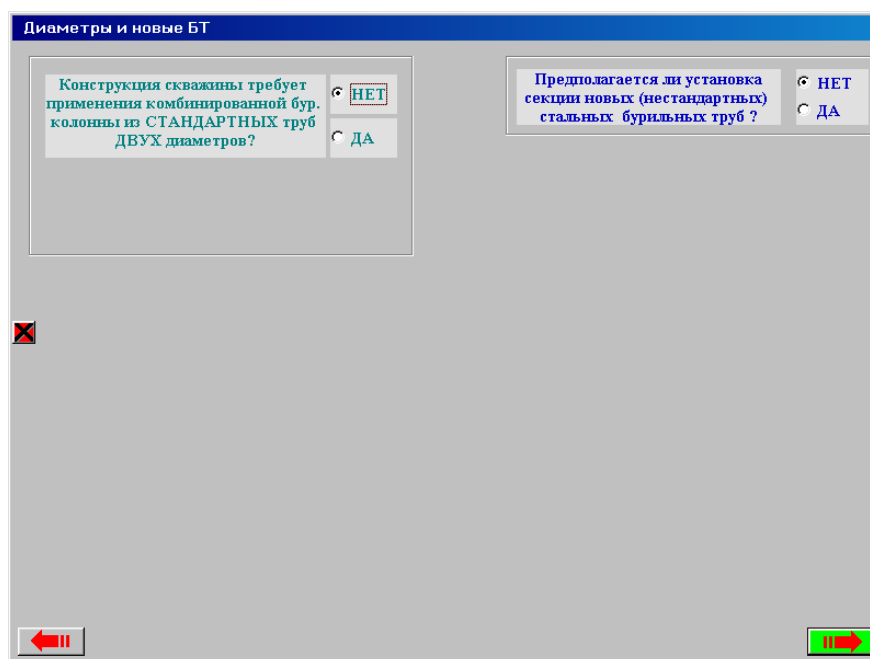 Диаметры и новые БТ
Конструкция скважины требует
применения комбинированной бур.
колонны из СТАНДАРТНЫХ труб
ДВУХ диаметров?
НЕТ
ДА
Предполагается ли установка
секции новых (нестандартных)
стальных бурильных труб ?
НЕТ
ДА